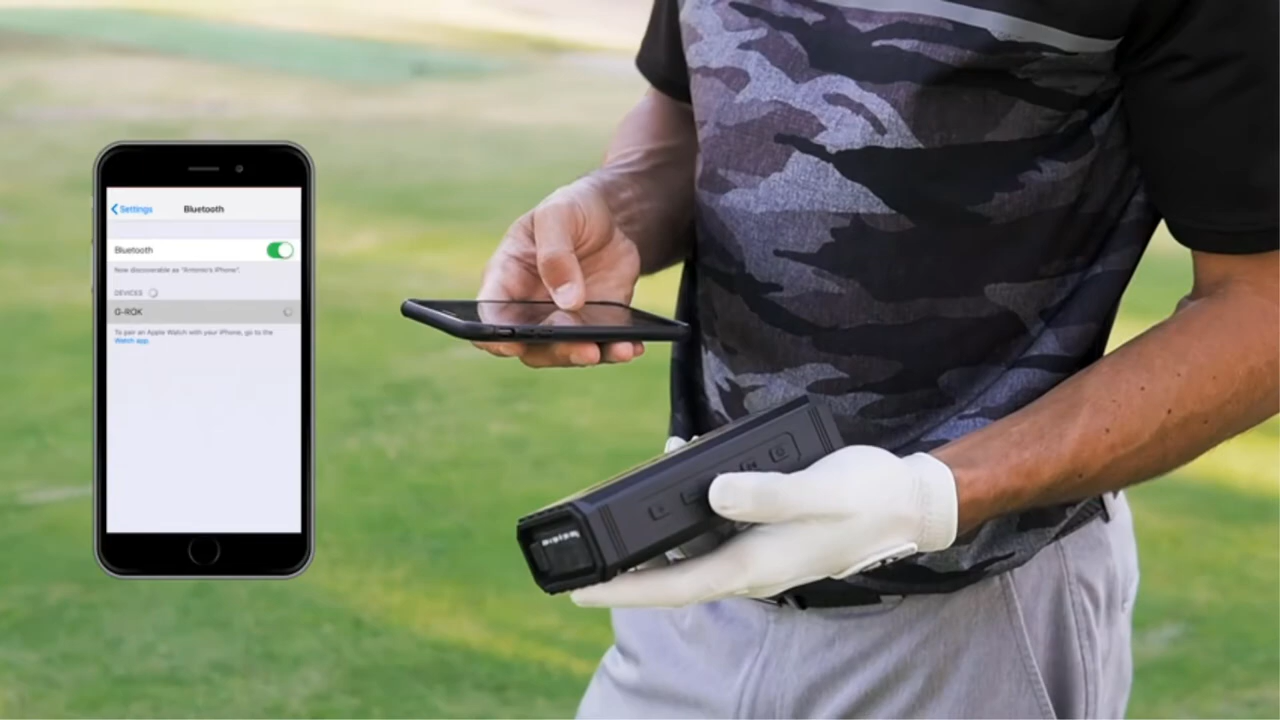 Settings
Bluetooth
Bluetooth
Now discoverable as "Antonio's iPhone".
DEVICES
G-ROK
To pair an Apple Watch with your iPhone, go to the
Watch app.